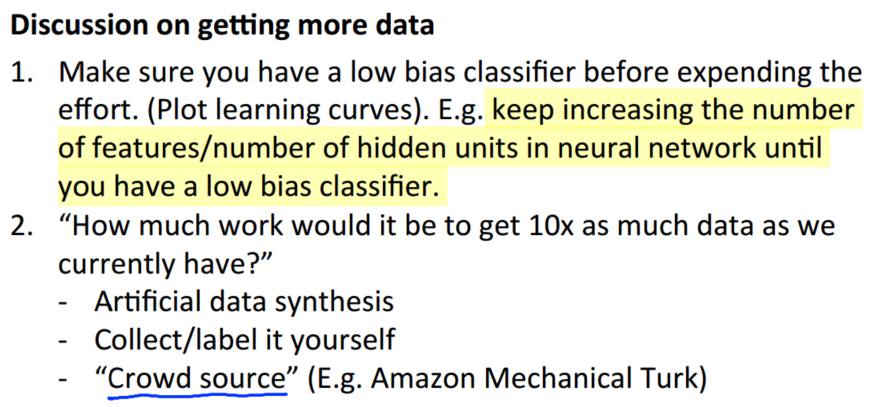 Discussion on getting more data
1. Make sure you have a low bias classifier before expending the
effort. (Plot learning curves). E.g. keep increasing the number
of features/number of hidden units in neural network until
you have a low bias classifier.
2. “How much work would it be to get 10x as much data as we
currently have?”
- Artificial data synthesis
- Collect/label it yourself
- “Crowd source” (E.g. Amazon Mechanical Turk)